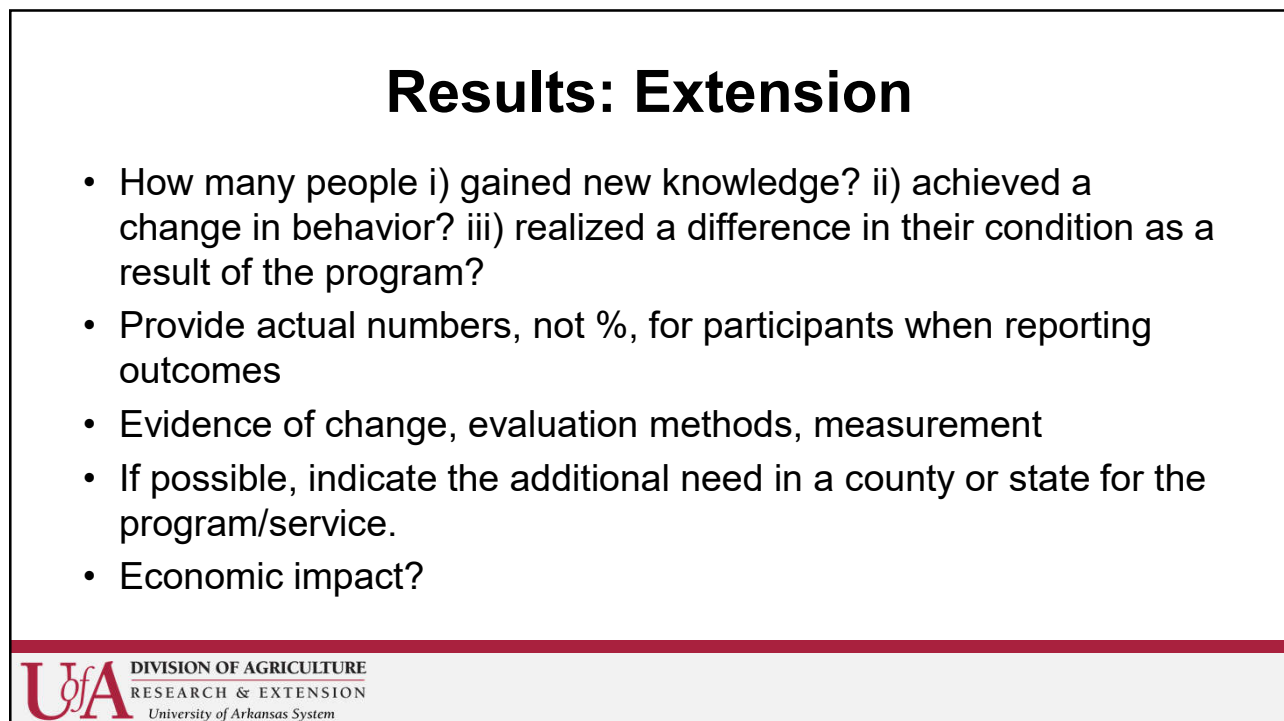 Results: Extension
• How many people i) gained new knowledge? ii) achieved a
change in behavior? iii) realized a difference in their condition as a
result of the program?
• Provide actual numbers, not %, for participants when reporting
outcomes
• Evidence of change, evaluation methods, measurement
• If possible, indicate the additional need in a county or state for the
program/service.
• Economic impact?
UofA DIVISION OF AGRICULTURE
RESEARCH & EXTENSION
University of Arkansas System